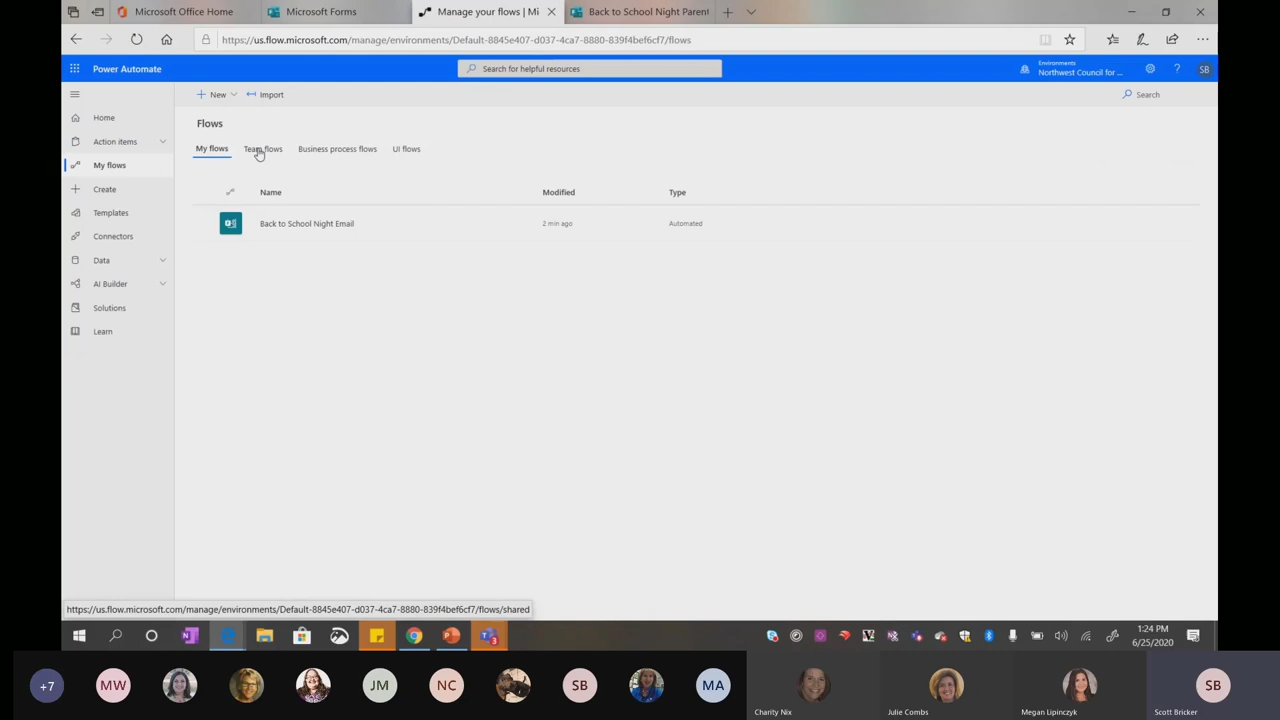 Microsoft Office Home
Microsoft Forms
Manage your flows | Mi
Back to School Night Parent
https://us.flow.microsoft.com/manage/environments/Default-8845e407-d037-4ca7-8880-839f4bef6cf7/flows
Power Automate
Search for helpful resources
Environments
Northwest Council for ...
SB
New
Import
Search
Home
Action items
My flows
Create
Templates
Connectors
Data
AI Builder
Solutions
Learn
Flows
My flows
Team flows
Business process flows
UI flows
Name
Modified
Type
Back to School Night Email
2 min ago
Automated
https://us.flow.microsoft.com/manage/environments/Default-8845e407-d037-4ca7-8880-839f4bef6cf7/flows/shared
1:24 PM
6/25/2020
+7
MW
JM
NC
SB
MA
SB
Charity Nix
Julie Combs
Megan Lipinczyk
Scott Bricker